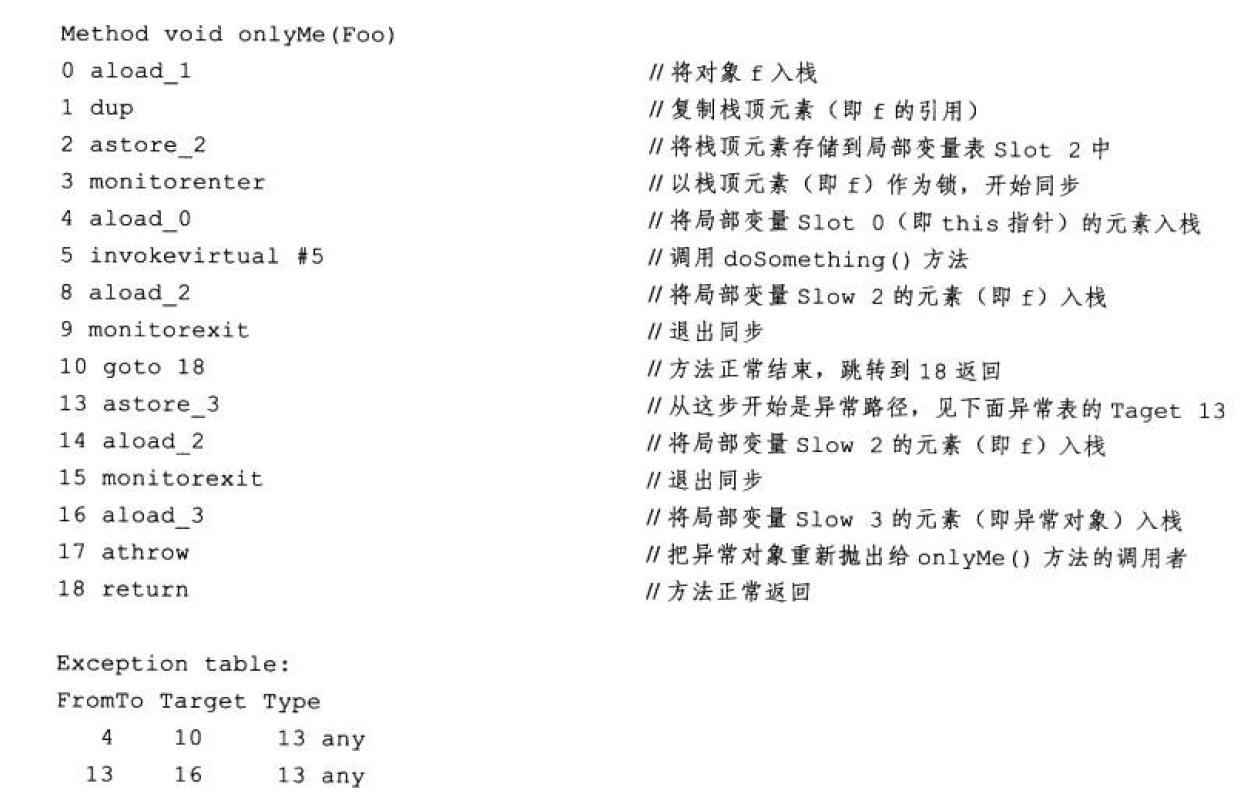 Method void onlyMe(Foo)
0 aload_1 //将对象 f 入栈
1 dup //复制栈顶元素（即 f 的引用）
2 astore_2 //将栈顶元素存储到局部变量表 Slot 2 中
3 monitorenter //以栈顶元素（即 f）作为锁，开始同步
4 aload_0 //将局部变量 Slot 0（即 this 指针）的元素入栈
5 invokevirtual #5 //调用 doSomething() 方法
8 aload_2 //将局部变量 Slow 2 的元素（即 f）入栈
9 monitorexit //退出同步
10 goto 18 //方法正常结束，跳转到 18 返回
13 astore_3 //从这步开始是异常路径，见下面异常表的 Taget 13
14 aload_2 //将局部变量 Slow 2 的元素（即 f）入栈
15 monitorexit //退出同步
16 aload_3 //将局部变量 Slow 3 的元素（即异常对象）入栈
17 athrow //把异常对象重新抛出给 onlyMe() 方法的调用者
18 return //方法正常返回
Exception table:
FromTo Target Type
4 10 13 any
13 16 13 any